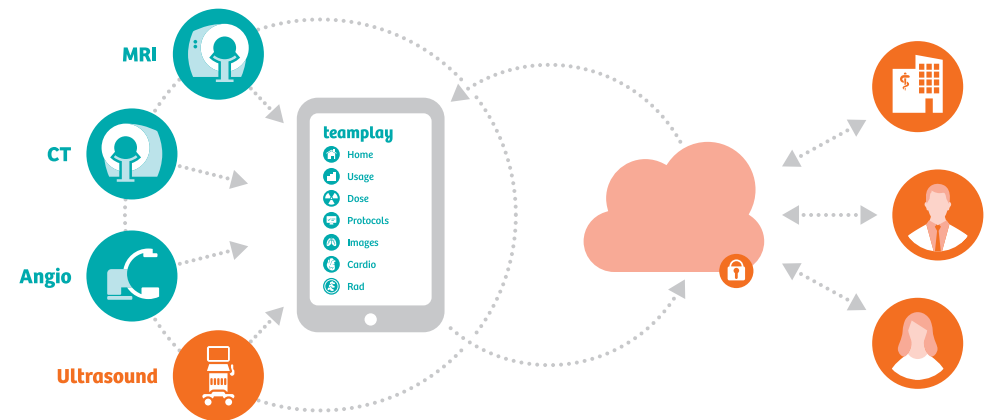 MRI
CT
Angio
Ultrasound
teamplay
Home
Usage
Dose
Protocols
Images
Cardio
Rad
$